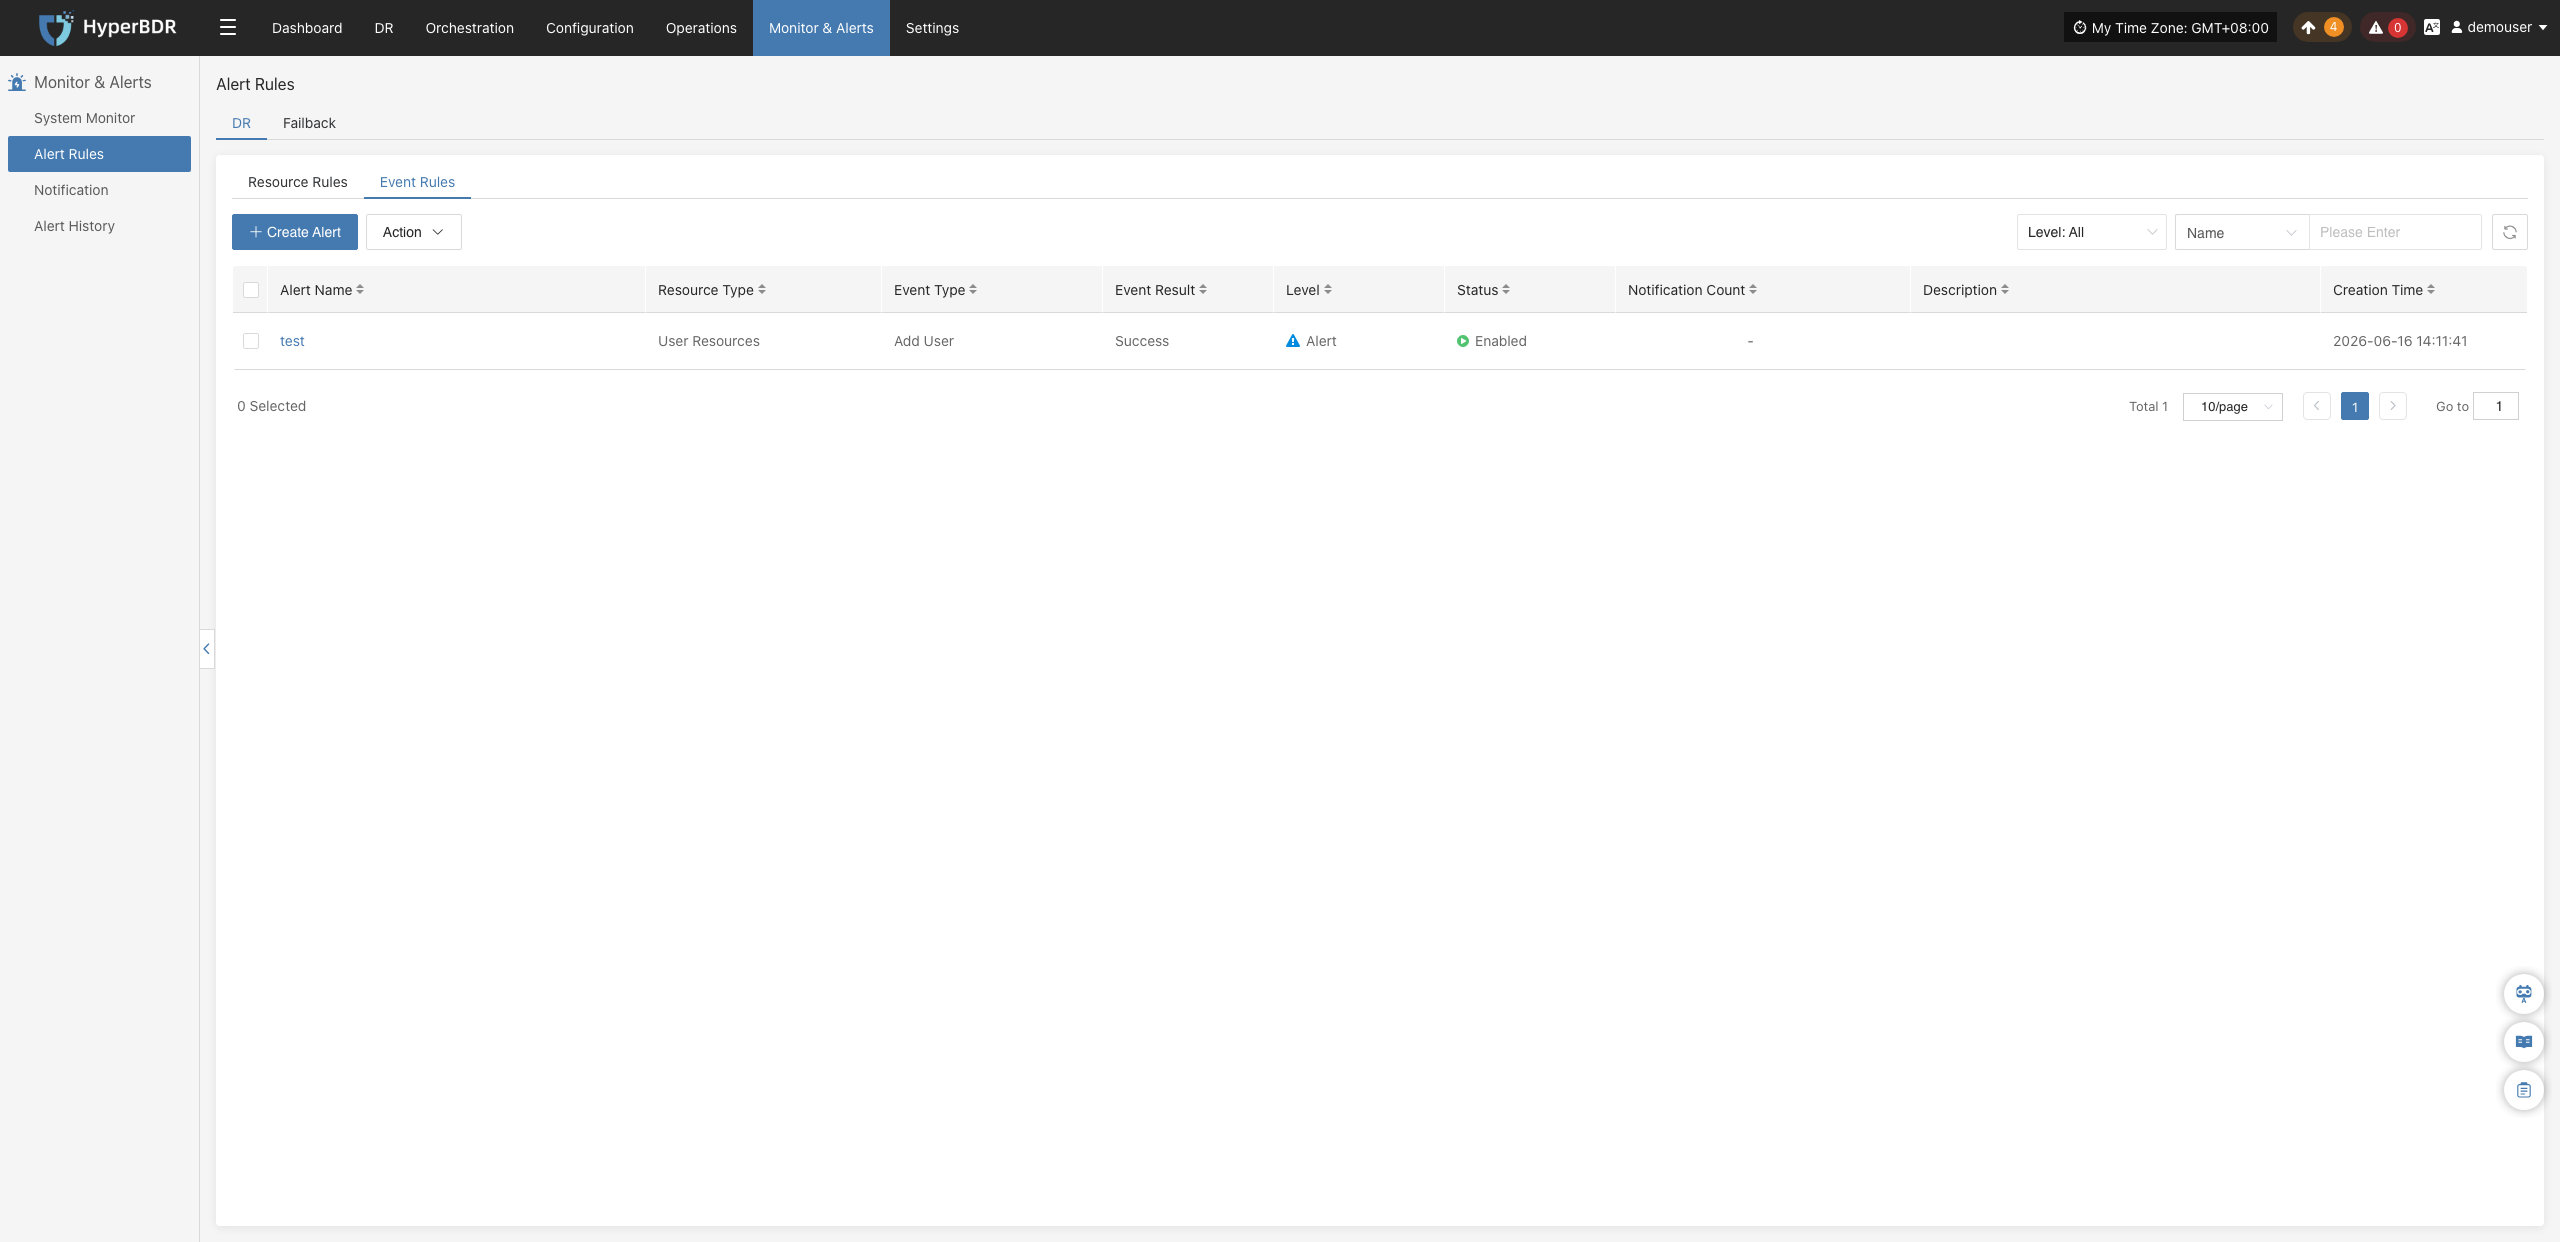 HyperBDR
Dashboard DR Orchestration Configuration Operations Monitor & Alerts Settings
My Time Zone: GMT+08:00 4 0 demouser
Monitor & Alerts
System Monitor
Alert Rules
Notification
Alert History
Alert Rules
DR Failback
Resource Rules Event Rules
Create Alert Action Level: All Name Please Enter
Alert Name Resource Type Event Type Event Result Level Status Notification Count Description Creation Time
test User Resources Add User Success Alert Enabled - 2026-06-16 14:11:41
0 Selected Total 1 10/page 1 Go to 1